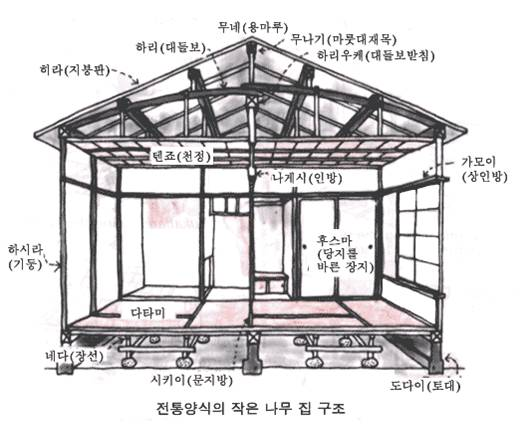 무네(용마루)
무나기(마룻대재목)
하리(대들보)
하리우케(대들보받침)
히라(지붕판)
텐죠(천정)
가모이
(상인방)
나게시(인방)
하시라
(기둥)
후스마
(당지를
바른 장지)
다타미
네다(장선)
시키이(문지방)
도다이(토대)
전통양식의 작은 나무 집 구조